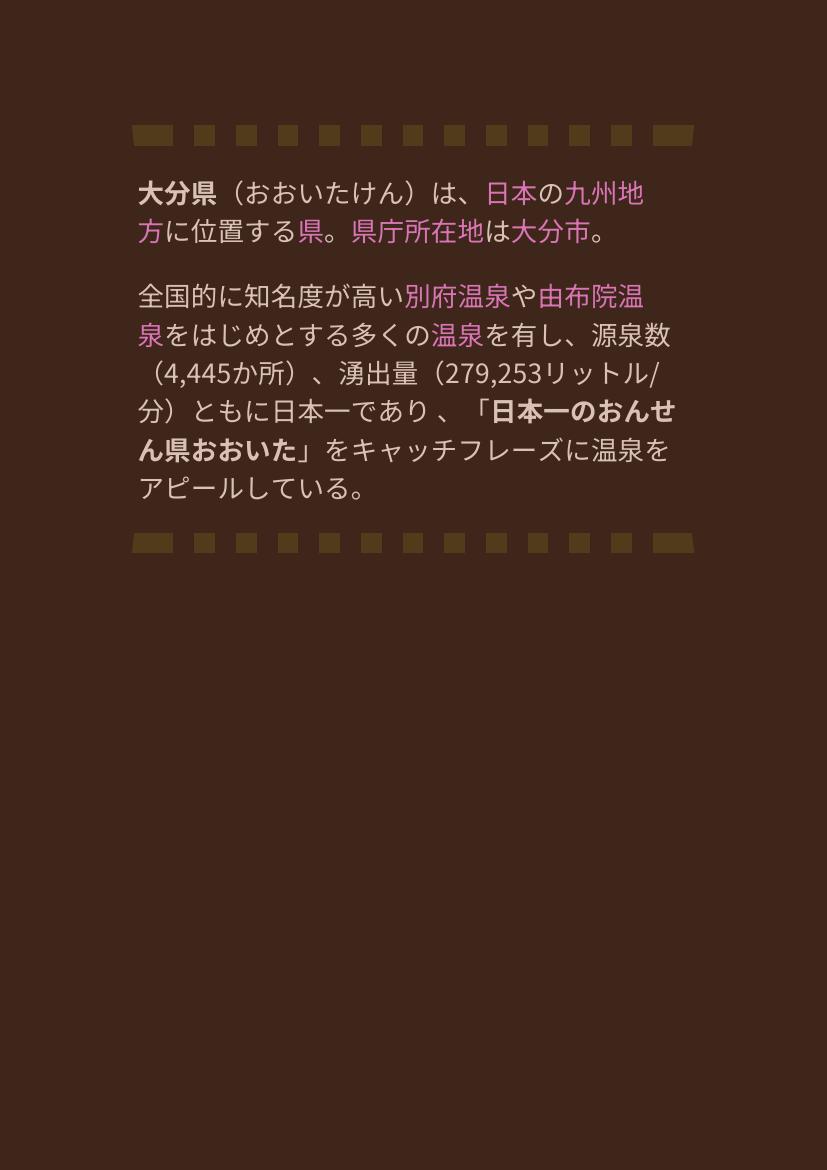 大分県（おおいたけん）は、日本の九州地
方に位置する県。県庁所在地は大分市。
全国的に知名度が高い別府温泉や由布院温
泉をはじめとする多くの温泉を有し、源泉数
（4,445か所）、湧出量（279,253リットル/
分）ともに日本一であり 、「日本一のおんせ
ん県おおいた」をキャッチフレーズに温泉を
アピールしている。